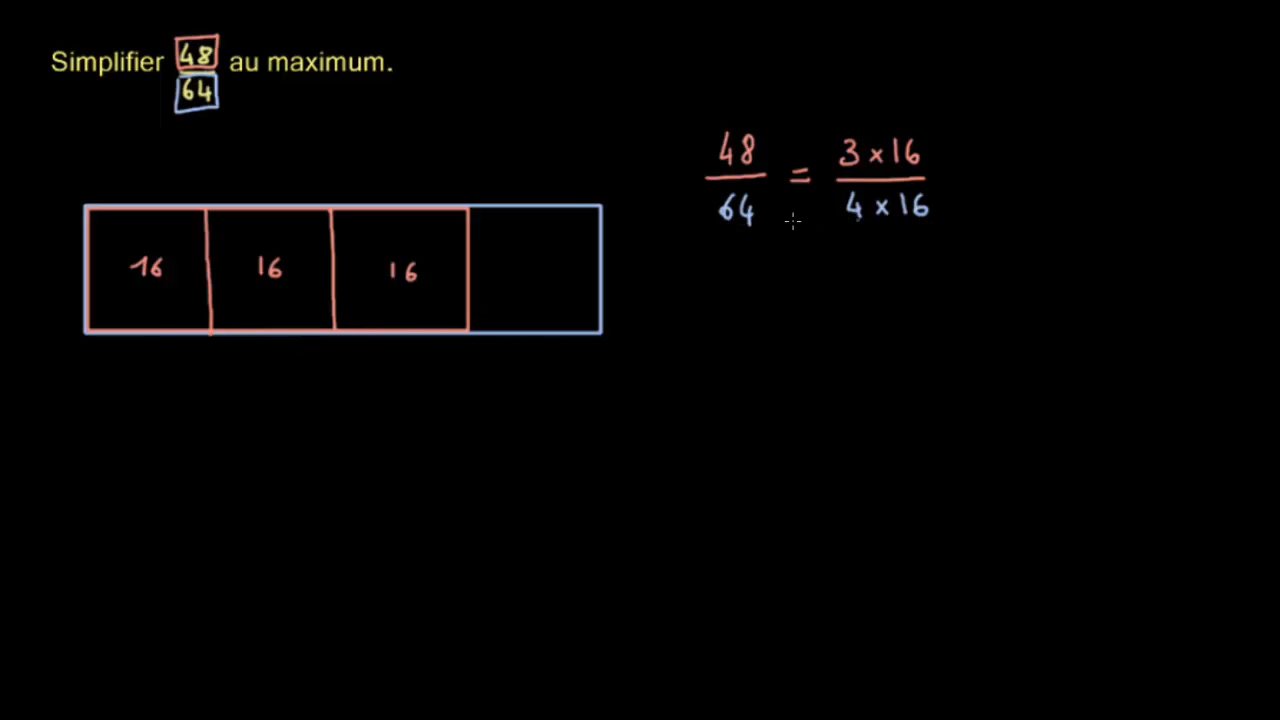 Simplifier 48/64 au maximum.
48/64 = 3 × 16/4 × 16
16 16 16